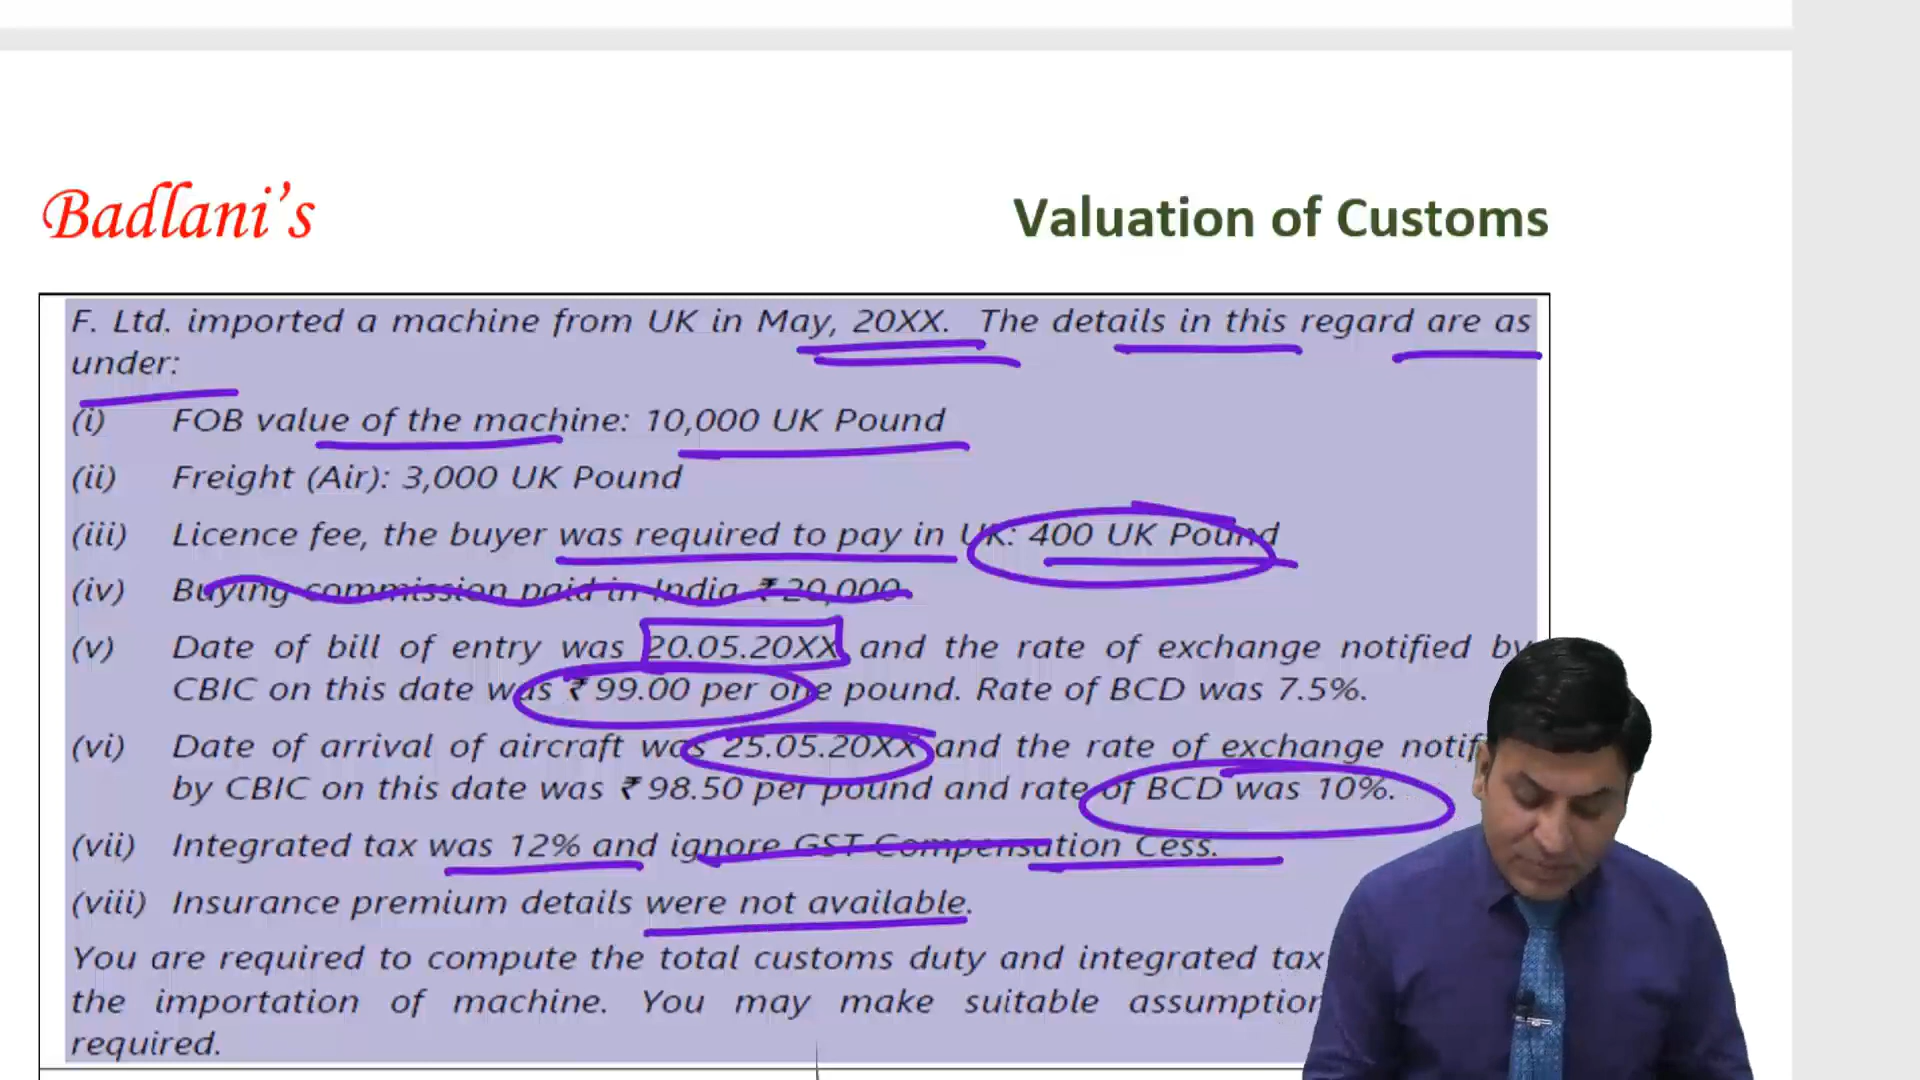 Badlani's
Valuation of Customs
F. Ltd. imported a machine from UK in May, 20XX. The details in this regard are as
under:
(i) FOB value of the machine: 10,000 UK Pound
(ii) Freight (Air): 3,000 UK Pound
(iii) Licence fee, the buyer was required to pay in UK: 400 UK Pound
(iv) Buying commission paid in India ₹ 20,000
(v) Date of bill of entry was 20.05.20XX and the rate of exchange notified by
CBIC on this date was ₹ 99.00 per one pound. Rate of BCD was 7.5%.
(vi) Date of arrival of aircraft was 25.05.20XX and the rate of exchange
by CBIC on this date was ₹ 98.50 per pound and rate of BCD was 10%.
(vii) Integrated tax was 12% and ignore GST Compensation Cess.
(viii) Insurance premium details were not available.
You are required to compute the total customs duty and integrated tax
the importation of machine. You may make suitable
required.